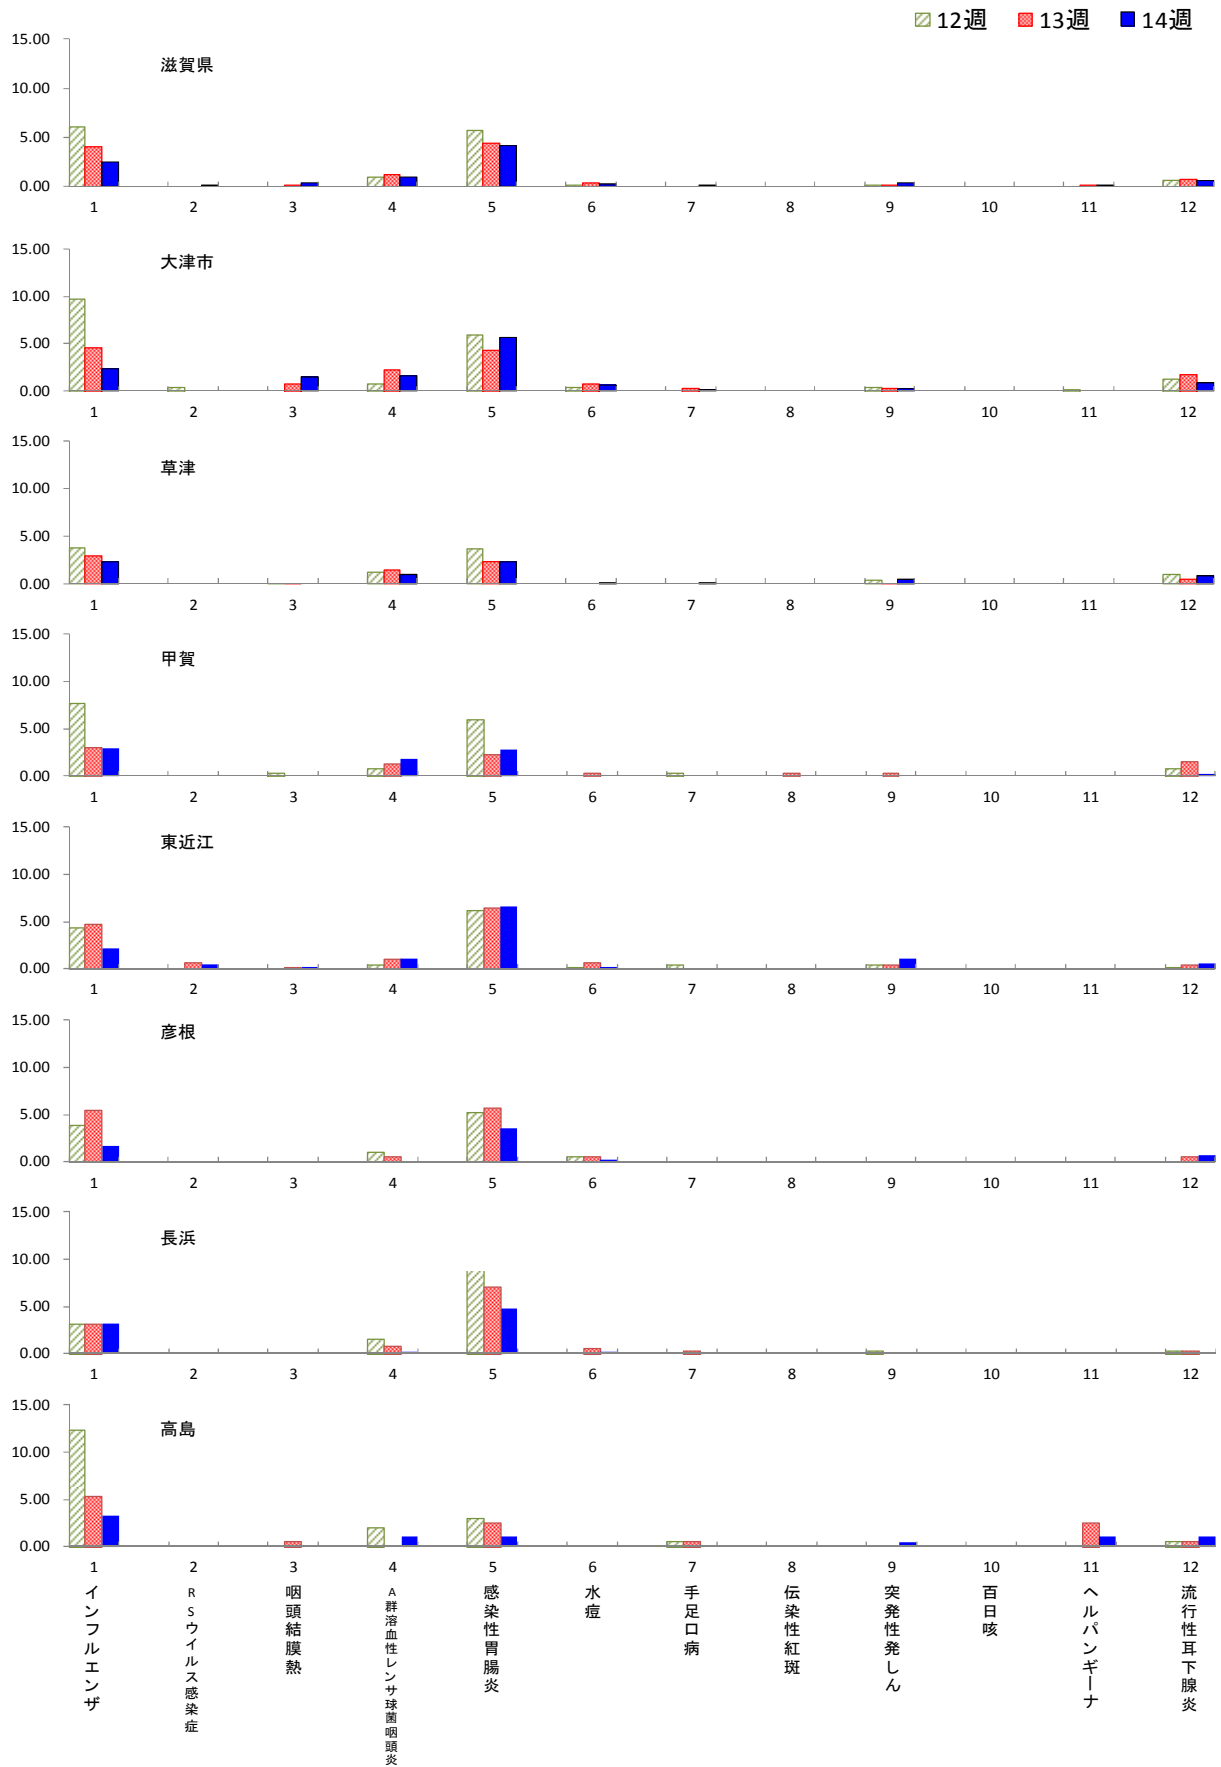 12週 13週 14週
滋賀県
15.00
10.00
5.00
0.00
1 2 3 4 5 6 7 8 9 10 11 12
大津市
15.00
10.00
5.00
0.00
1 2 3 4 5 6 7 8 9 10 11 12
草津
15.00
10.00
5.00
0.00
1 2 3 4 5 6 7 8 9 10 11 12
甲賀
15.00
10.00
5.00
0.00
1 2 3 4 5 6 7 8 9 10 11 12
東近江
15.00
10.00
5.00
0.00
1 2 3 4 5 6 7 8 9 10 11 12
彦根
15.00
10.00
5.00
0.00
1 2 3 4 5 6 7 8 9 10 11 12
長浜
15.00
10.00
5.00
0.00
1 2 3 4 5 6 7 8 9 10 11 12
高島
15.00
10.00
5.00
0.00
1 2 3 4 5 6 7 8 9 10 11 12
インフルエンザ
RSウイルス感染症
咽頭結膜熱
A群溶血性レンサ球菌咽頭炎
感染性胃腸炎
水痘
手足口病
伝染性紅斑
突発性発しん
百日咳
ヘルパンギーナ
流行性耳下腺炎